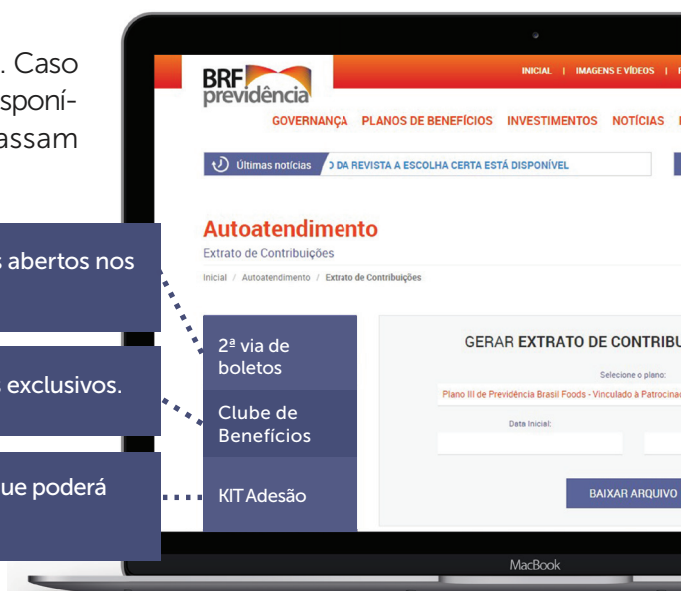 . Caso
sponí-
assam
BRF
previdência
INICIAL | IMAGENS E VÍDEOS |
GOVERNANÇA PLANOS DE BENEFÍCIOS INVESTIMENTOS NOTÍCIAS
Últimas notícias
O DA REVISTA A ESCOLHA CERTA ESTÁ DISPONÍVEL
Autoatendimento
Extrato de Contribuições
Inicial / Autoatendimento / Extrato de Contribuições
s abertos nos
s exclusivos.
ue poderá
2ª via de
boletos
Clube de
Benefícios
KIT Adesão
GERAR EXTRATO DE CONTRIBU
Selecione o plano:
Plano III de Previdência Brasil Foods - Vinculado à Patrocina
Data Inicial:
BAIXAR ARQUIVO
MacBook